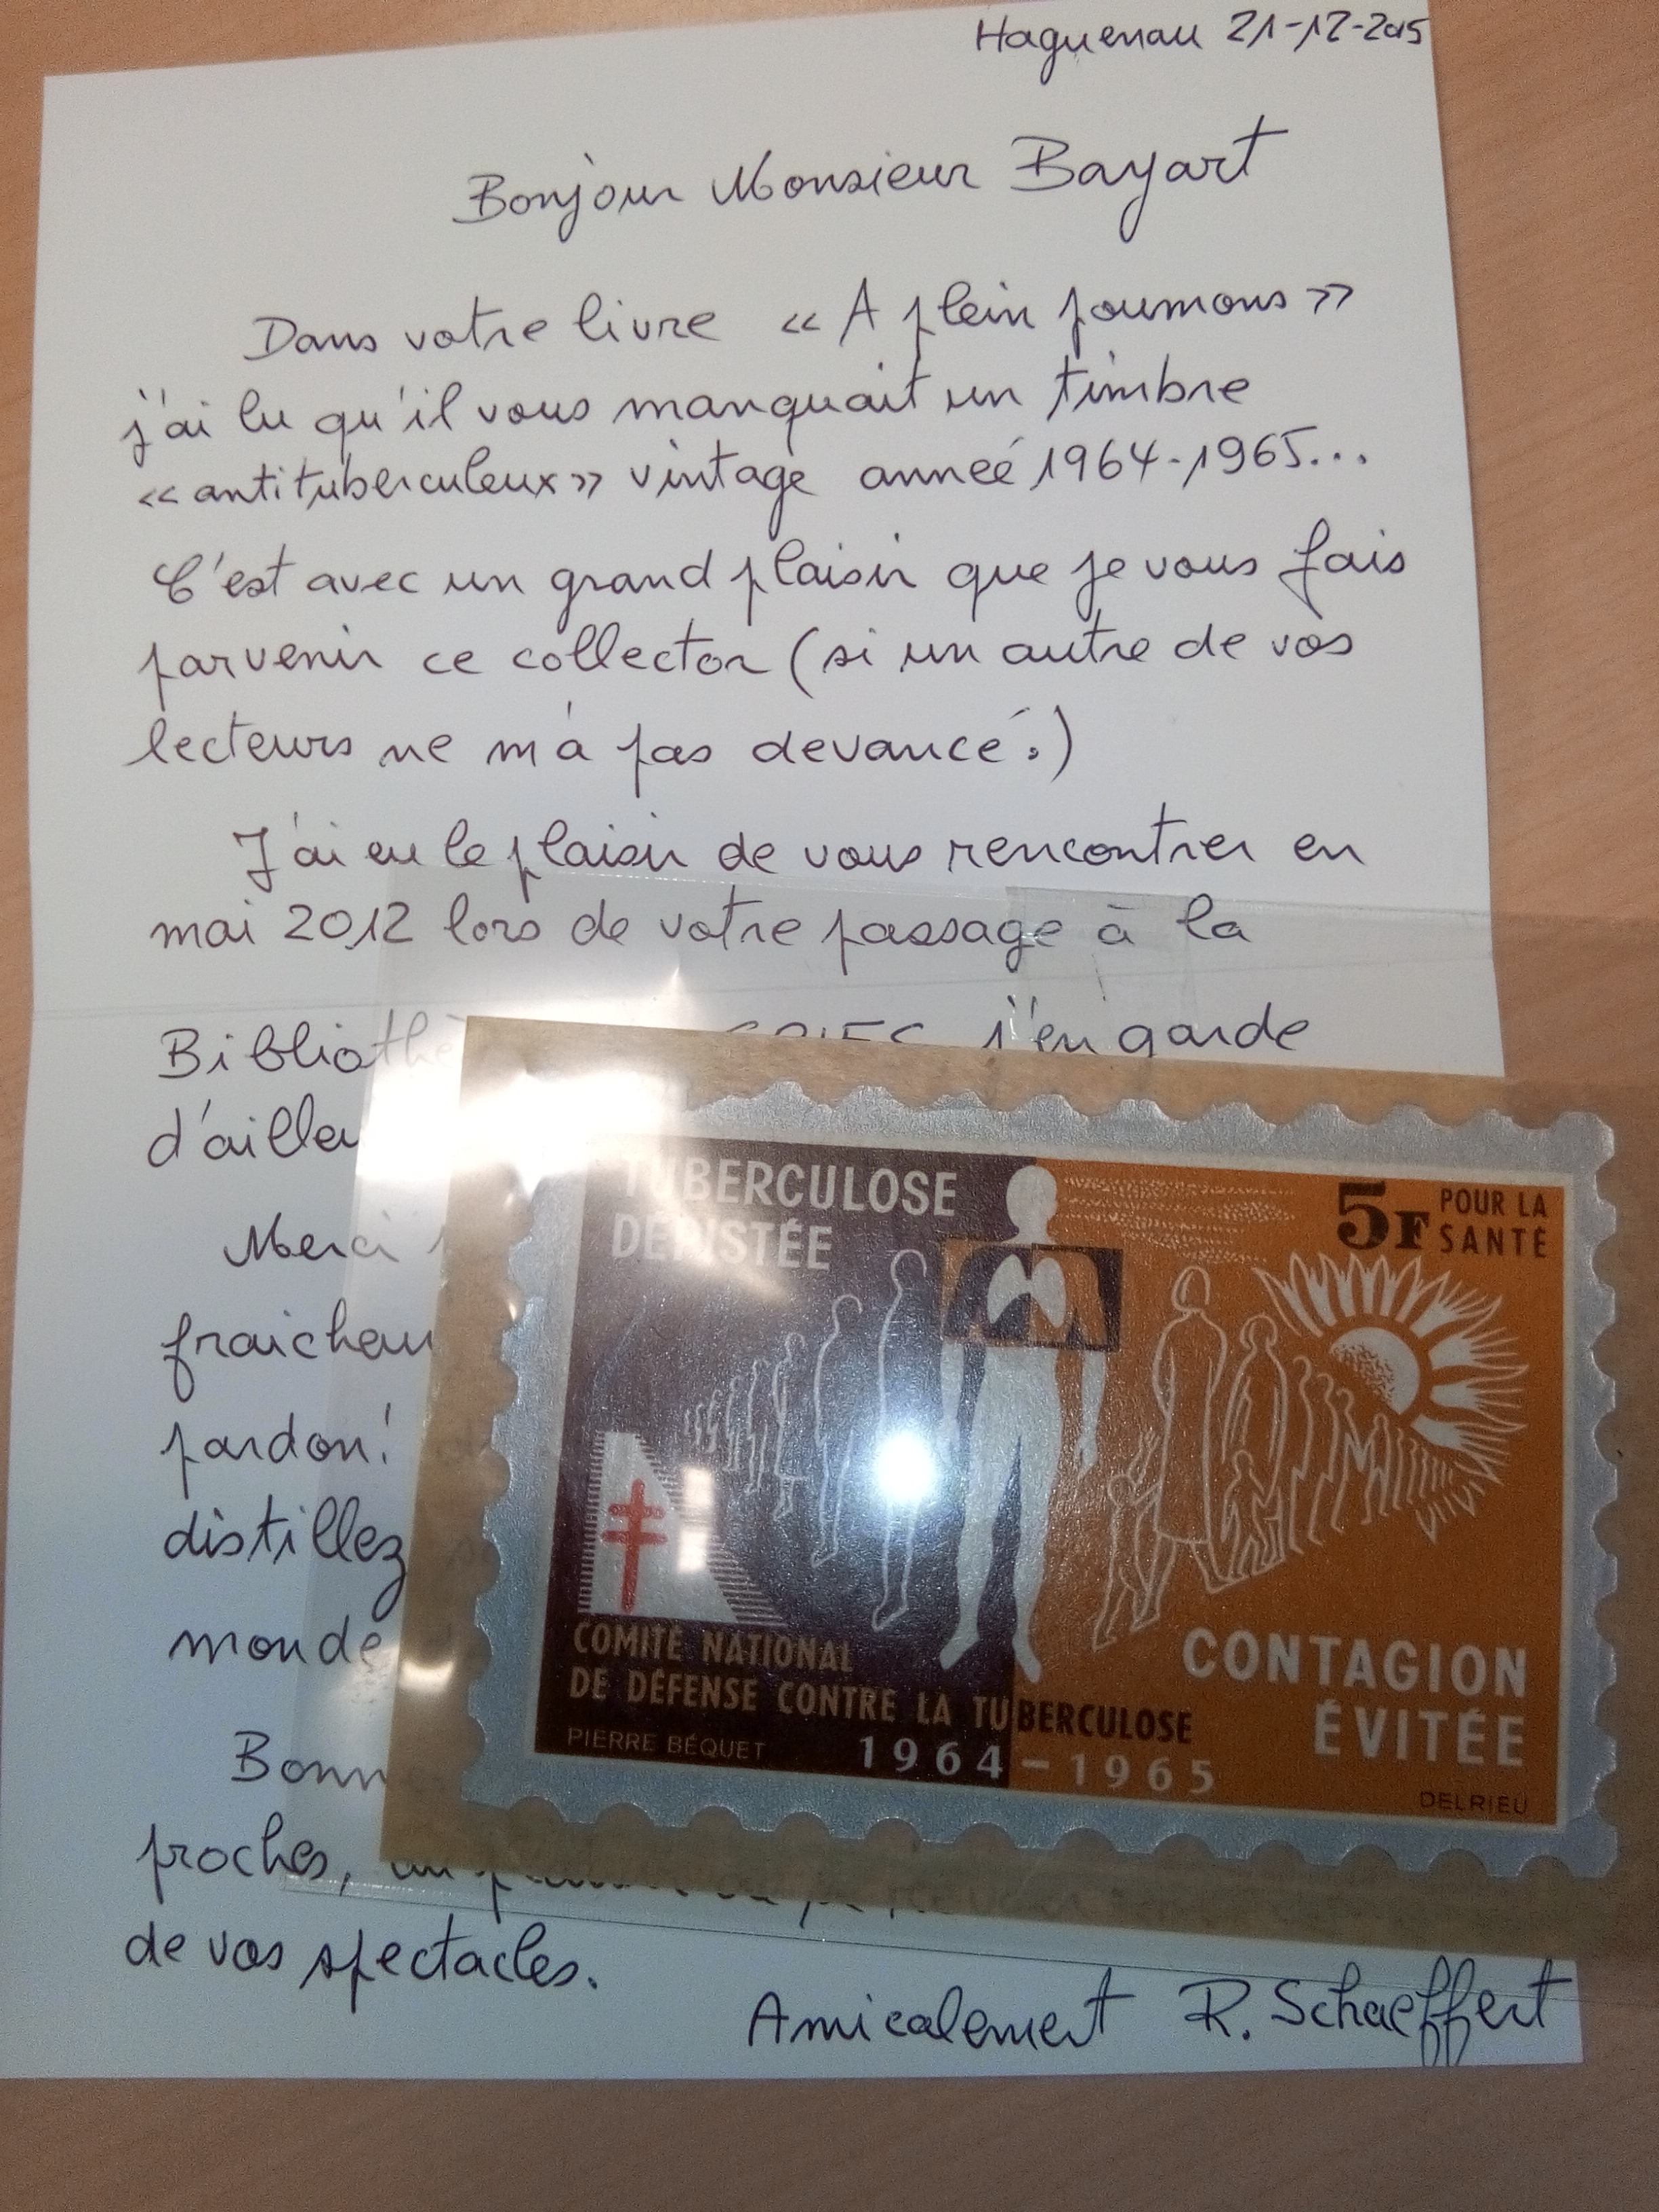 Haguenau 21-12-2015
Bonjour Monsieur Bayart
Dans votre livre « A plein poumons »
j'ai lu qu'il vous manquait un timbre
« antituberculeux » vintage année 1964-1965...
C'est avec un grand plaisir que je vous fais
parvenir ce collector (si un autre de vos
lecteurs ne m'a pas devancé.)
J'ai eu le plaisir de vous rencontrer en
mai 2012 lors de votre passage à la
j'en garde
Merci
pardon!
distillez
monde
proches,
de vos spectacles.
Amicalement R. Schaeffert
TUBERCULOSE
DÉPISTÉE
5F POUR LA
SANTÉ
COMITÉ NATIONAL
DE DÉFENSE CONTRE LA TUBERCULOSE
PIERRE BÉQUET 1964-1965
CONTAGION
ÉVITÉE
DELRIEU